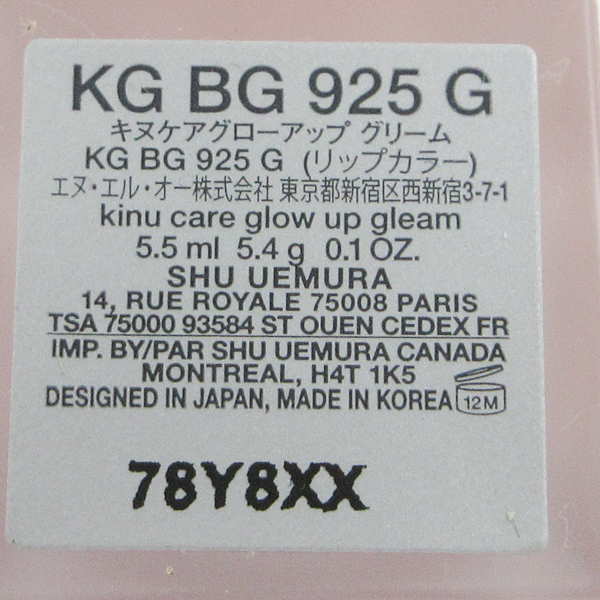 KG BG 925 G
キヌケアグローアップ グリーム
KG BG 925 G (リップカラー)
エヌ・エル・オー株式会社 東京都新宿区西新宿3-7-1
kinu care glow up gleam
5.5 ml 5.4 g 0.1 OZ.
SHU UEMURA
14, RUE ROYALE 75008 PARIS
TSA 75000 93584 ST OUEN CEDEX FR
IMP. BY/PAR SHU UEMURA CANADA
MONTREAL, H4T 1K5
DESIGNED IN JAPAN, MADE IN KOREA 12M
78Y8XX